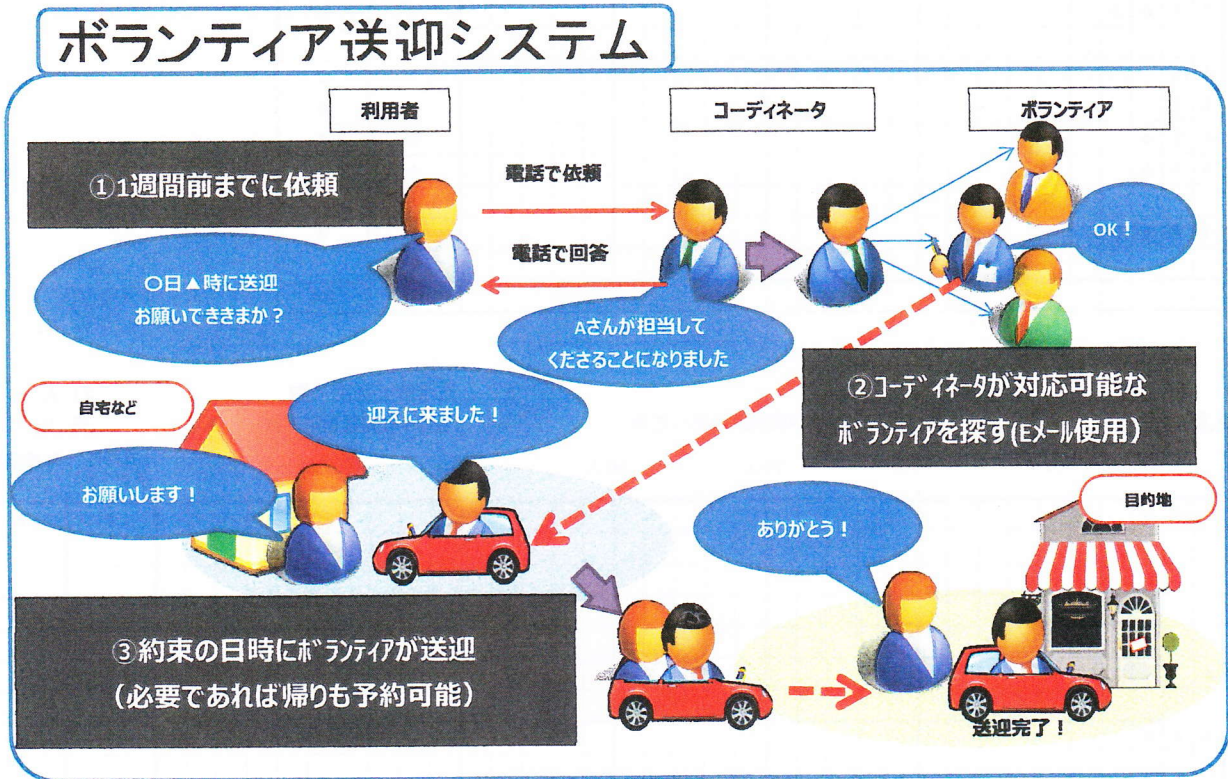 ボランティア送迎システム
利用者
コーディネータ
ボランティア
①1週間前までに依頼
電話で依頼
電話で回答
OK!
〇日▲時に送迎
お願いでききまか?
Aさんが担当して
くださることになりました
②コーディネータが対応可能な
ボランティアを探す(Eメール使用)
自宅など
迎えに来ました!
お願いします!
目的地
ありがとう!
③約束の日時にボランティアが送迎
(必要であれば帰りも予約可能)
送迎完了!